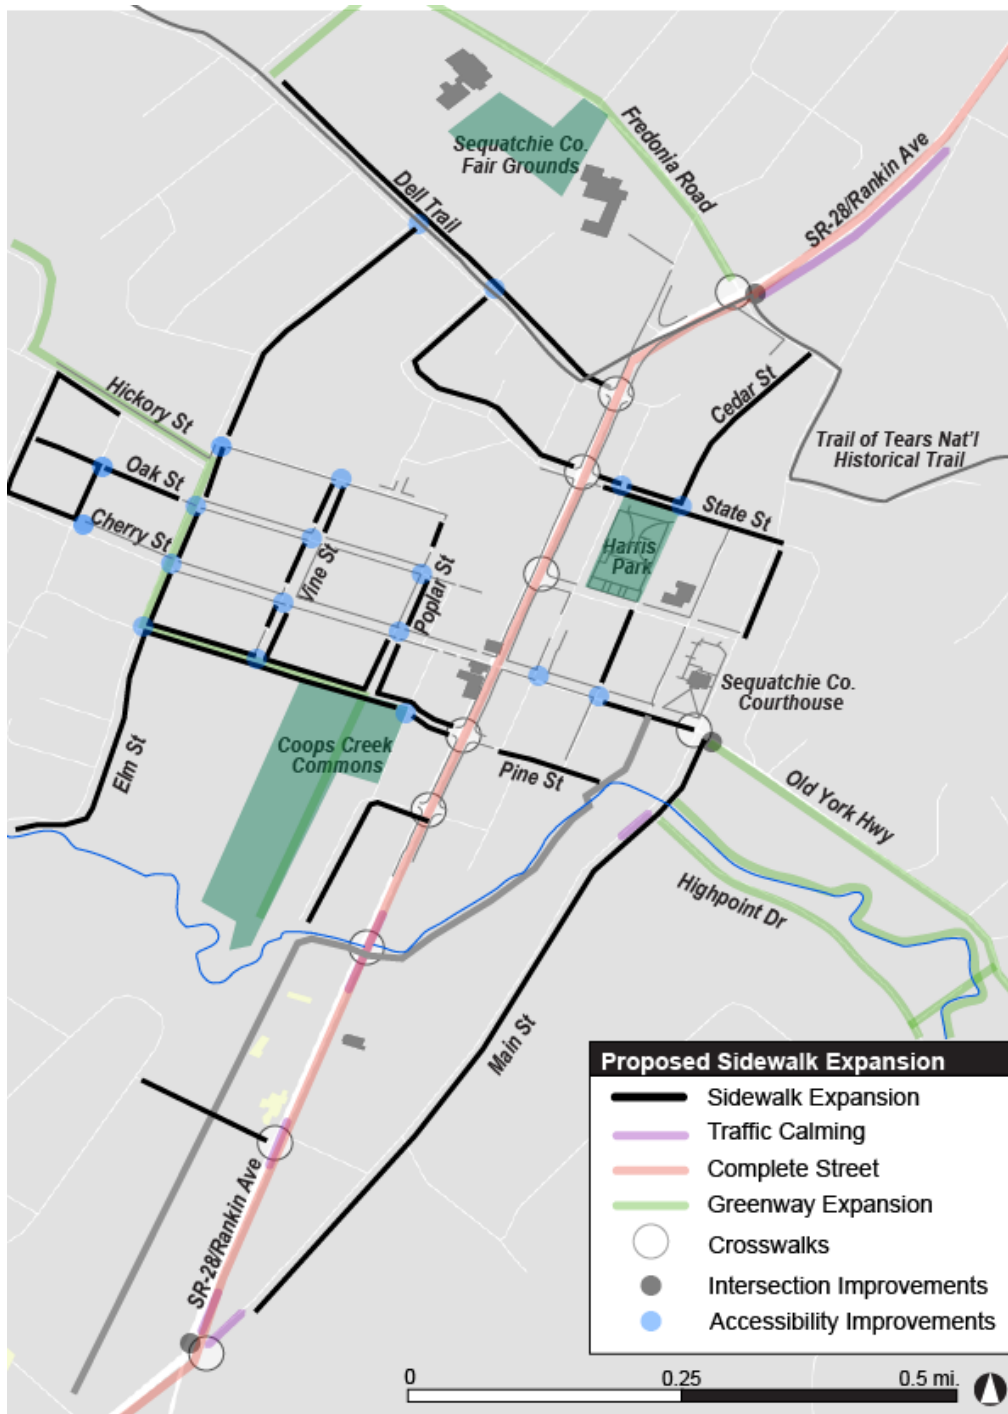 Sequatchie Co.
Fair Grounds
Fredonia Road
SR-28/Rankin Ave
Dell Trail
Cedar St
Hickory St
Trail of Tears Nat'l
Historical Trail
Oak St
State St
Cherry St
Harris
Park
Vine St
Poplar St
Sequatchie Co.
Courthouse
Elm St
Coops Creek
Commons
Pine St
Old York Hwy
Highpoint Dr
Main St
SR-28/Rankin Ave
Proposed Sidewalk Expansion
Sidewalk Expansion
Traffic Calming
Complete Street
Greenway Expansion
Crosswalks
Intersection Improvements
Accessibility Improvements
0 0.25 0.5 mi.